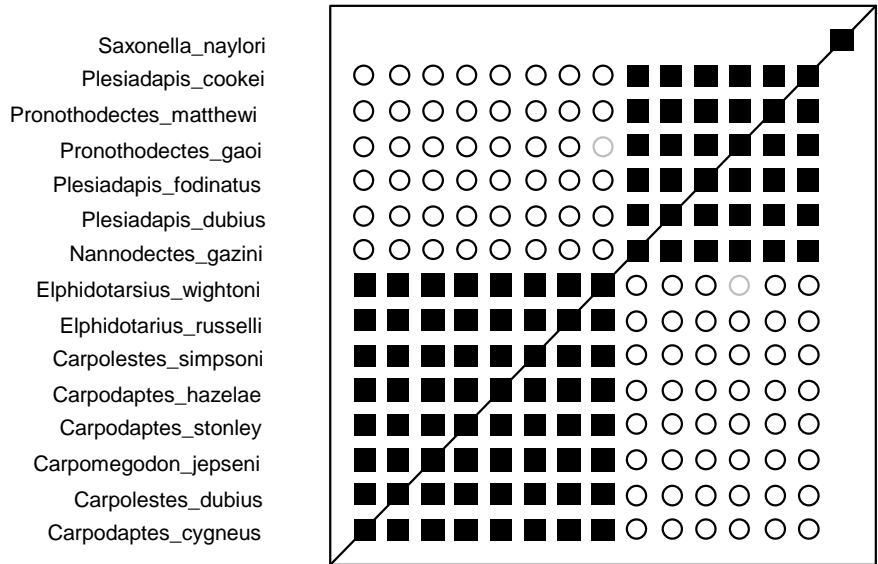 Saxonella_naylori
Plesiadapis_cookei
Pronothodectes_matthewi
Pronothodectes_gaoi
Plesiadapis_fodinatus
Plesiadapis_dubius
Nannodectes_gazini
Elphidotarsius_wightoni
Elphidotarius_russelli
Carpolestes_simpsoni
Carpodaptes_hazelae
Carpodaptes_stonley
Carpomegodon_jepseni
Carpolestes_dubius
Carpodaptes_cygneus